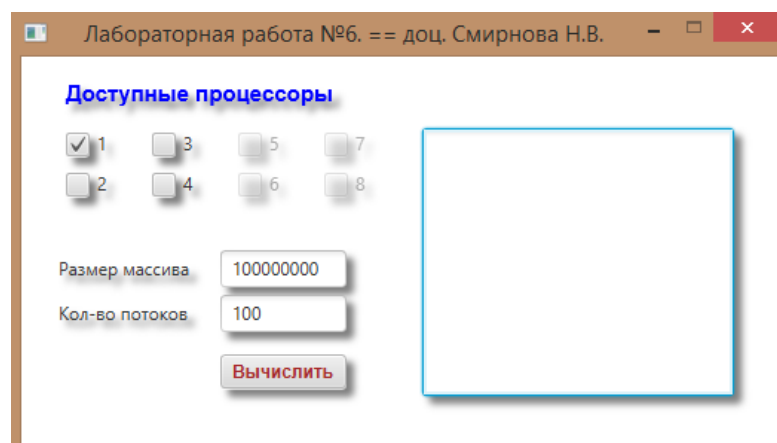 Лабораторная работа №6. == доц. Смирнова Н.В.
Доступные процессоры
1 3 5 7
2 4 6 8
Размер массива 100000000
Кол-во потоков 100
Вычислить